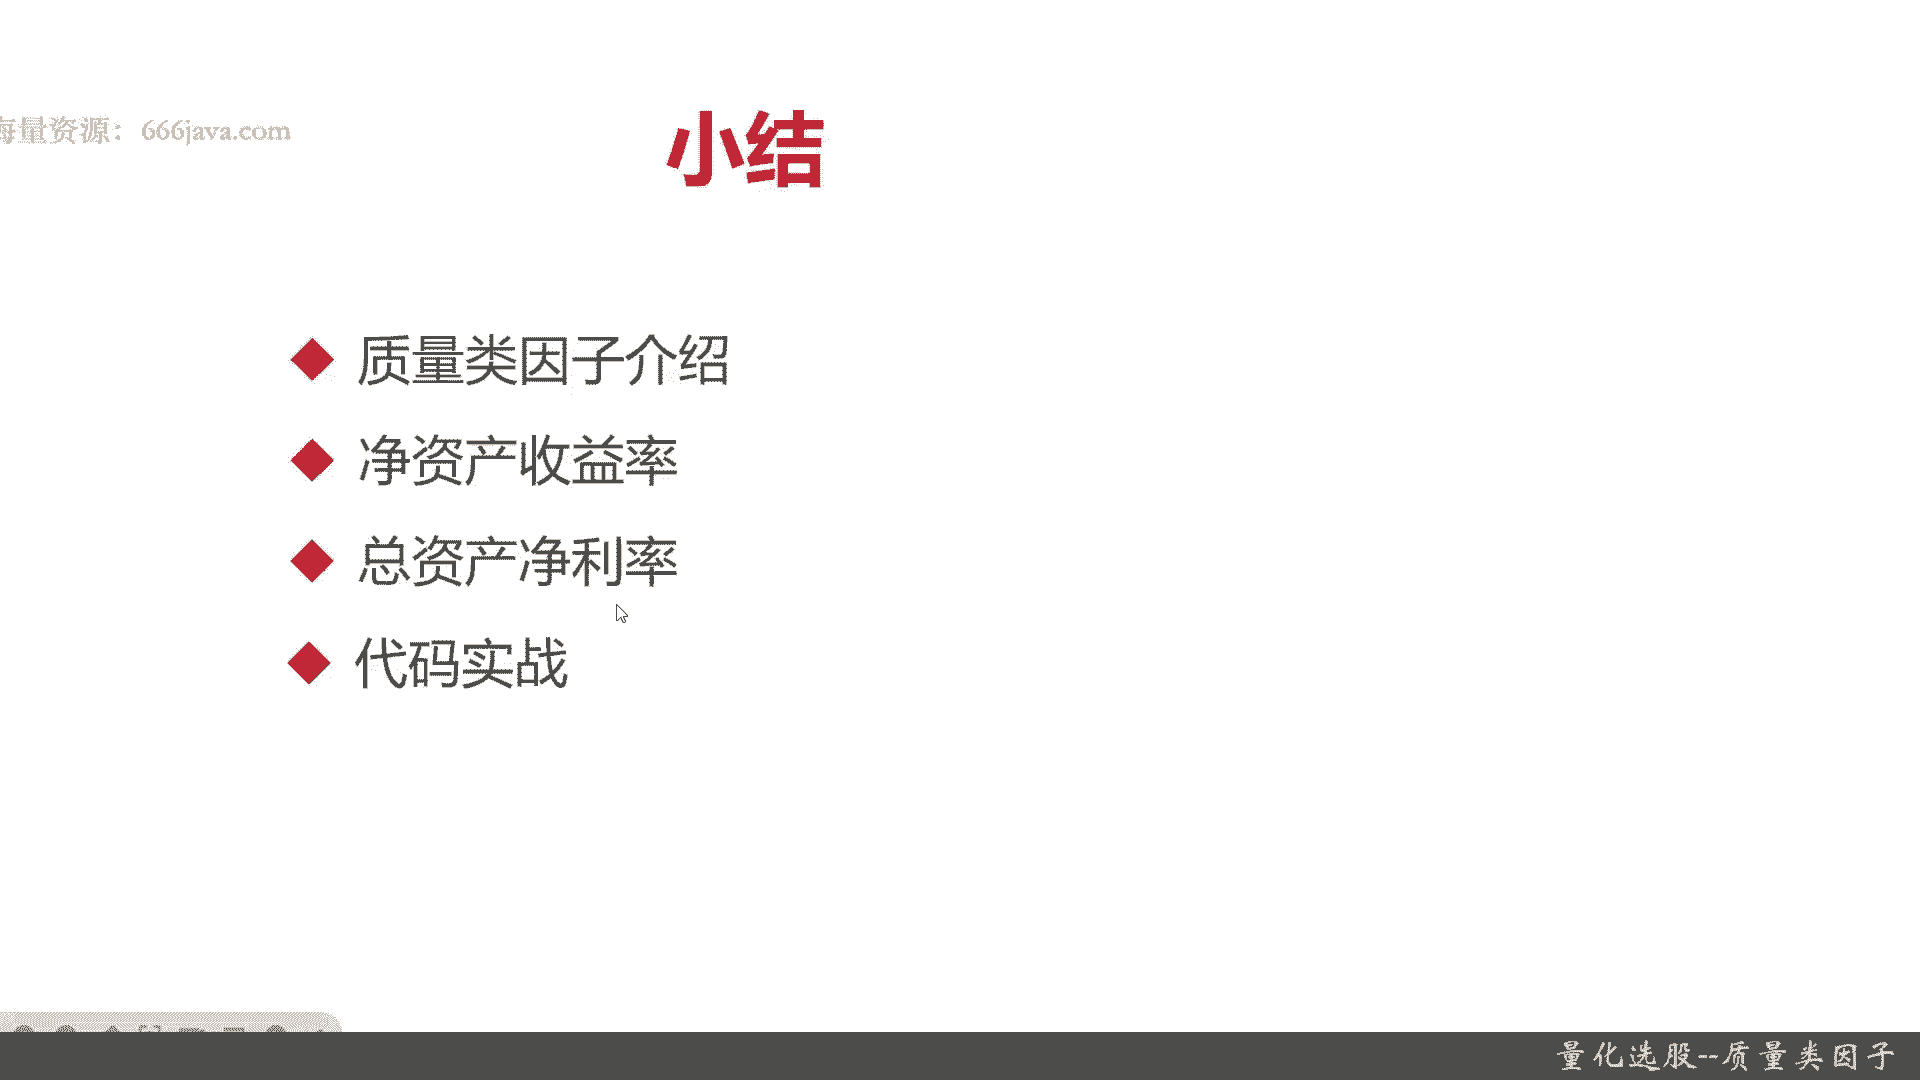 海量资源：666java.com
小结
质量类因子介绍
净资产收益率
总资产净利率
代码实战
量化选股--质量类因子